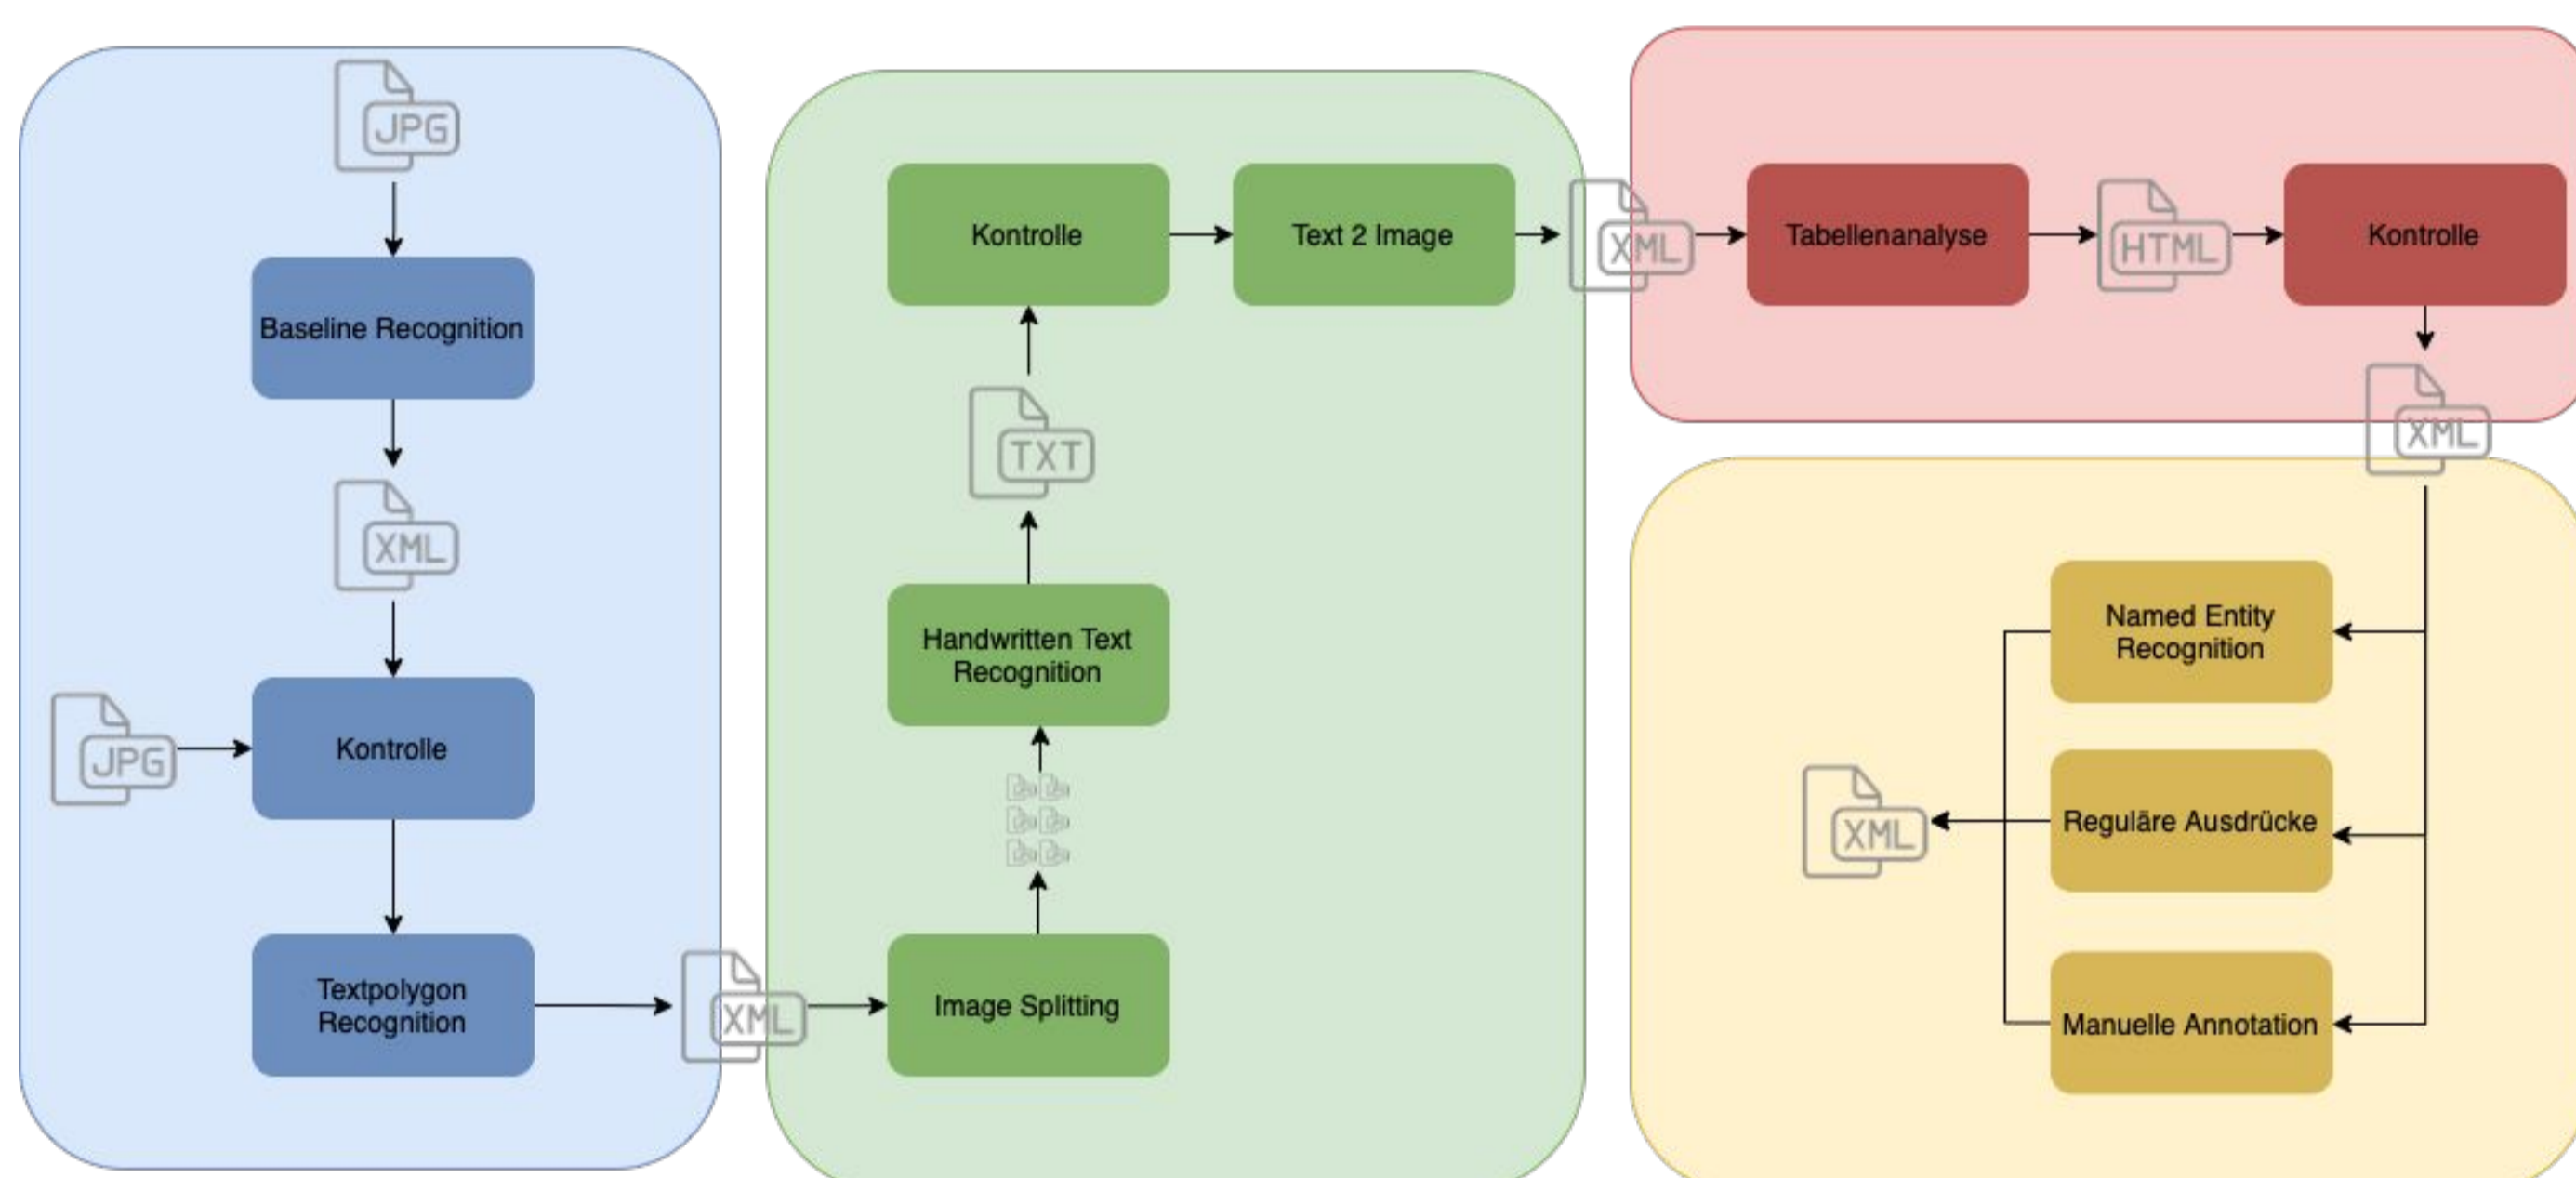 JPG
Baseline Recognition
XML
JPG
Kontrolle
Textpolygon
Recognition
XML
Image Splitting
Handwritten Text
Recognition
TXT
Kontrolle
Text 2 Image
XML
Tabellenanalyse
HTML
Kontrolle
XML
Named Entity
Recognition
Reguläre Ausdrücke
Manuelle Annotation
XML